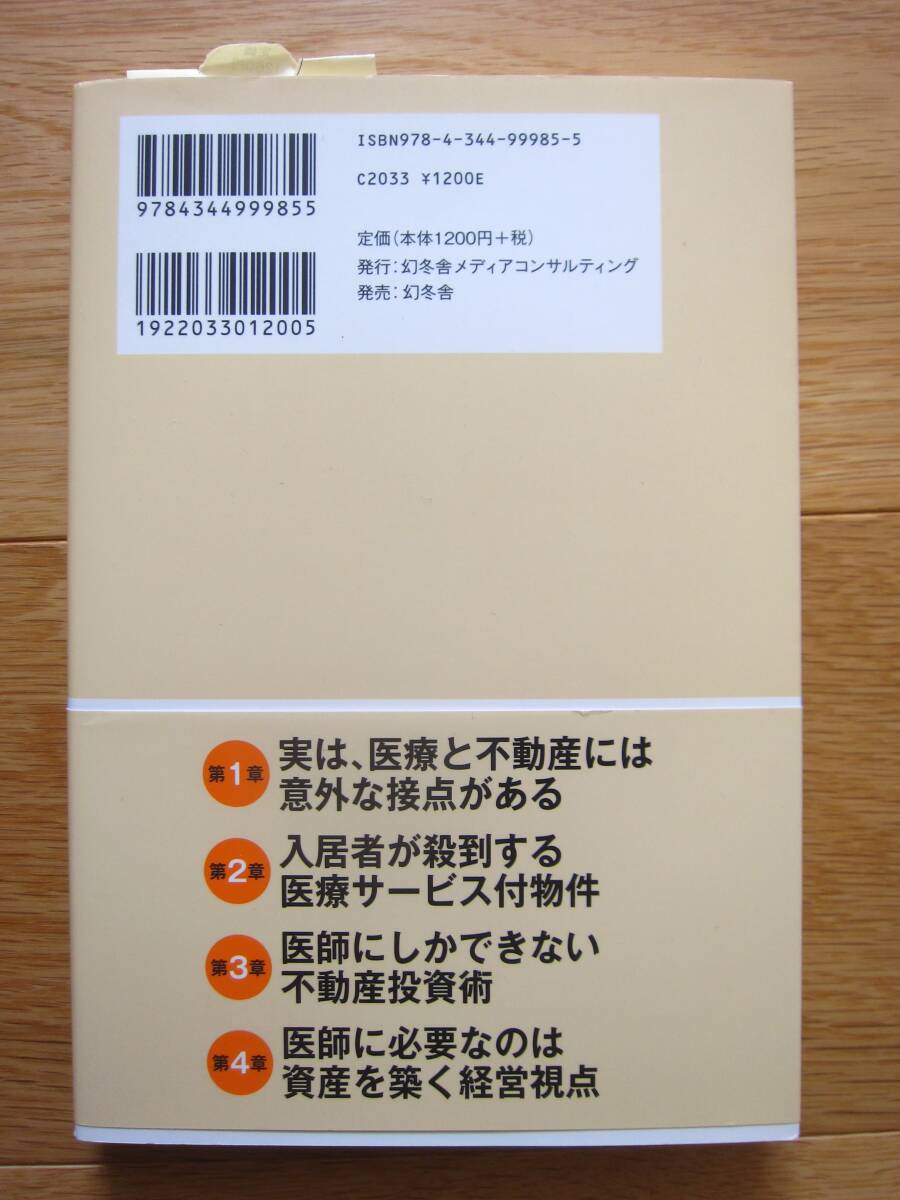 ISBN978-4-344-99985-5
C2033 ¥1200E
9784344999855
定価(本体1200円+税)
発行:幻冬舎メディアコンサルティング
発売:幻冬舎
1922033012005
第1章
実は、医療と不動産には
意外な接点がある
第2章
入居者が殺到する
医療サービス付物件
第3章
医師にしかできない
不動産投資術
第4章
医師に必要なのは
資産を築く経営視点